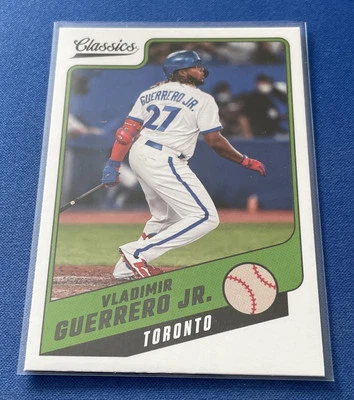 Classics
GUERRERO JR.
27
VLADIMIR
GUERRERO JR.
TORONTO